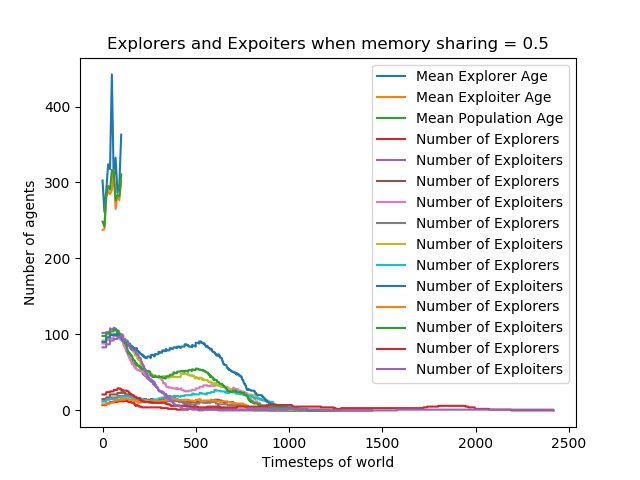 Explorers and Expoiters when memory sharing = 0.5
Mean Explorer Age
Mean Exploiter Age
Mean Population Age
Number of Explorers
Number of Exploiters
Number of Explorers
Number of Exploiters
Number of Explorers
Number of Exploiters
Number of Explorers
Number of Exploiters
Number of Explorers
Number of Exploiters
Number of Explorers
Number of Exploiters
Number of agents
400
300
200
100
0
0 500 1000 1500 2000 2500
Timesteps of world